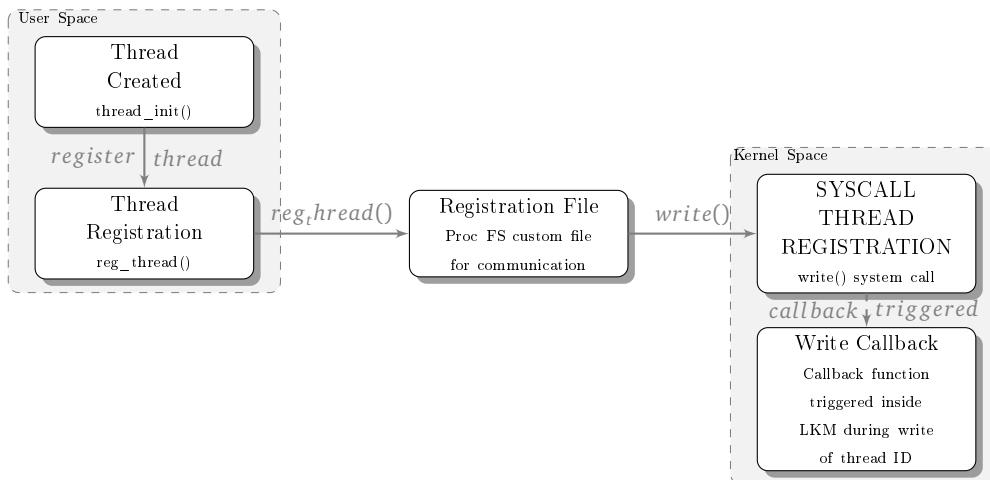 User Space
Thread
Created
thread_init()
register thread
Thread
Registration
reg_thread()
reg_thread()
Registration File
Proc FS custom file
for communication
write()
Kernel Space
SYSCALL
THREAD
REGISTRATION
write() system call
callback triggered
Write Callback
Callback function
triggered inside
LKM during write
of thread ID